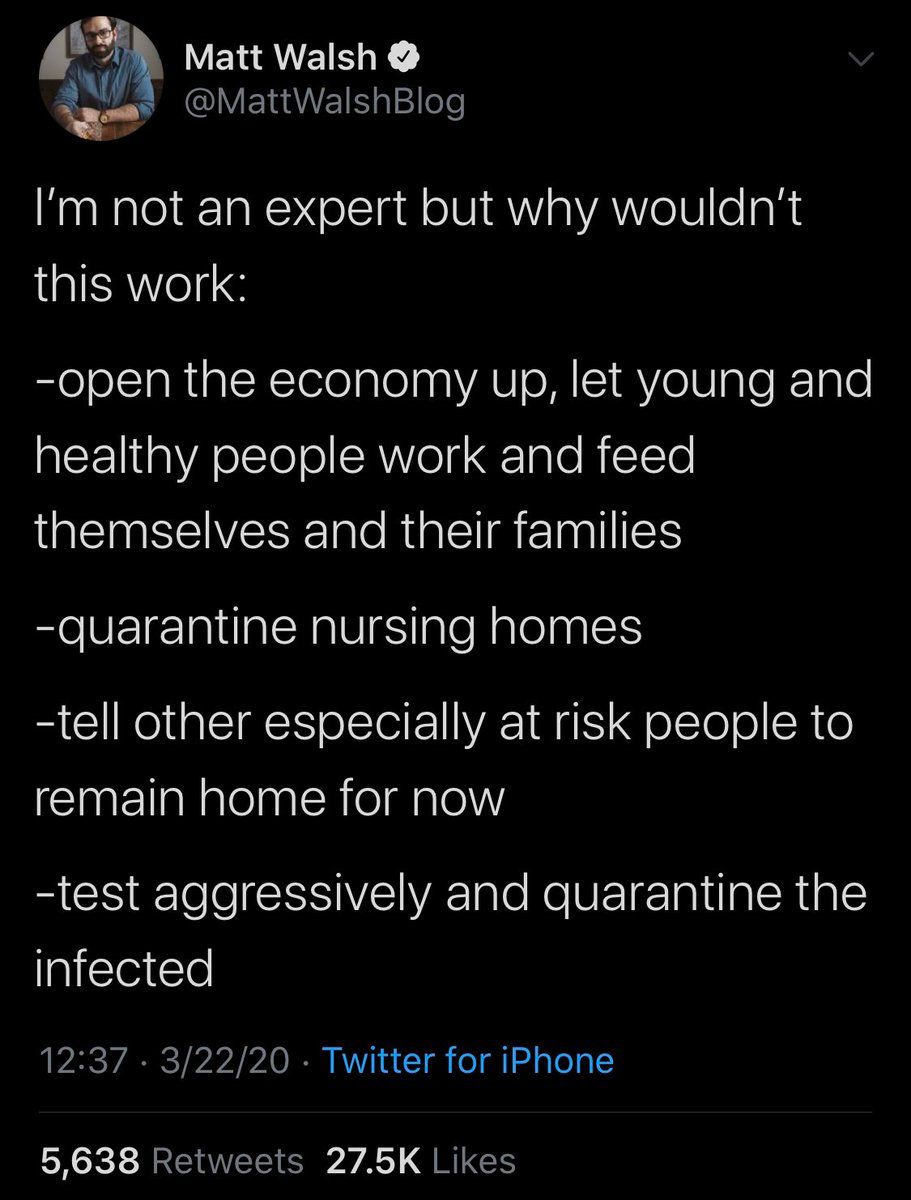 Matt Walsh
@MattWalshBlog
I'm not an expert but why wouldn't
this work:
-open the economy up, let young and
healthy people work and feed
themselves and their families
-quarantine nursing homes
-tell other especially at risk people to
remain home for now
-test aggressively and quarantine the
infected
12:37 · 3/22/20 · Twitter for iPhone
5,638 Retweets 27.5K Likes